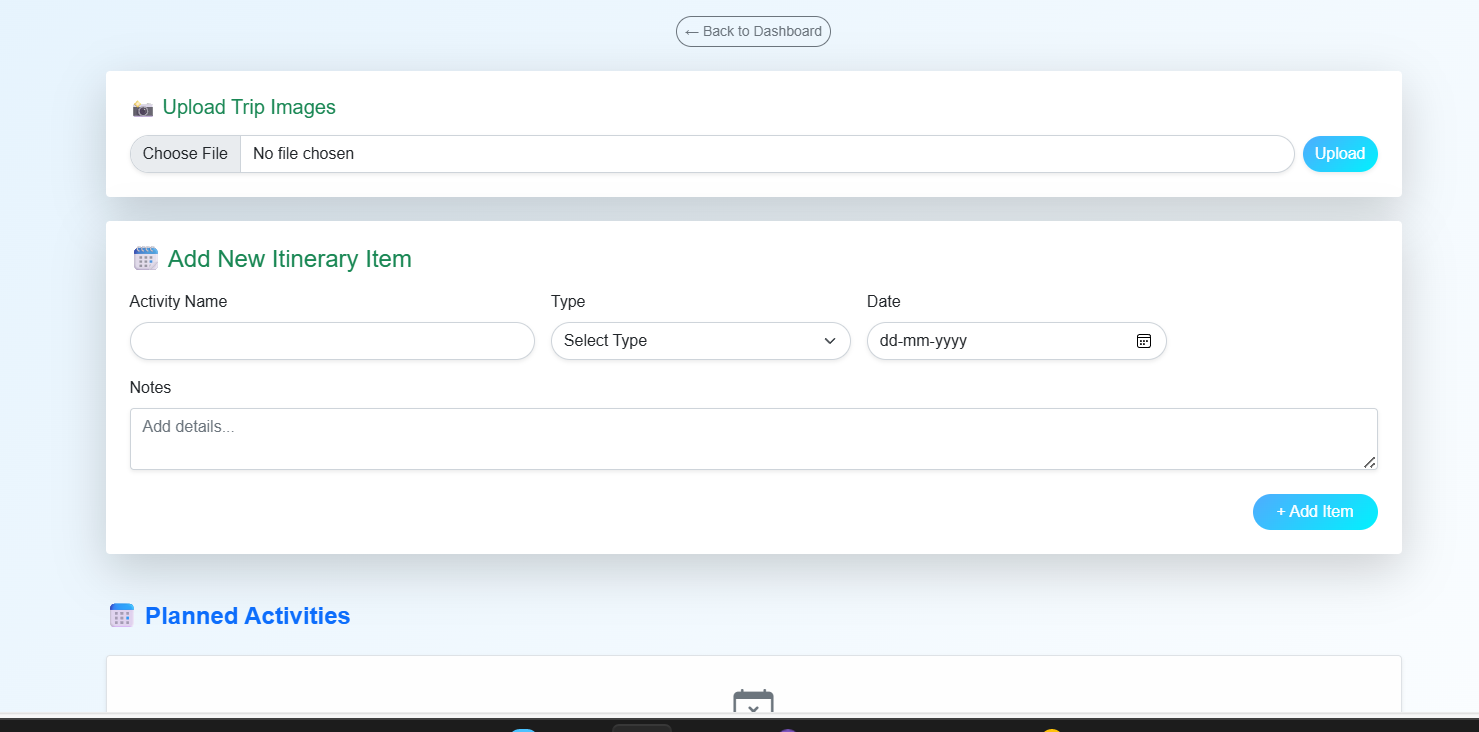 ← Back to Dashboard
Upload Trip Images
Choose File No file chosen Upload
Add New Itinerary Item
Activity Name Type Date
Select Type dd-mm-yyyy
Notes
Add details...
+ Add Item
Planned Activities